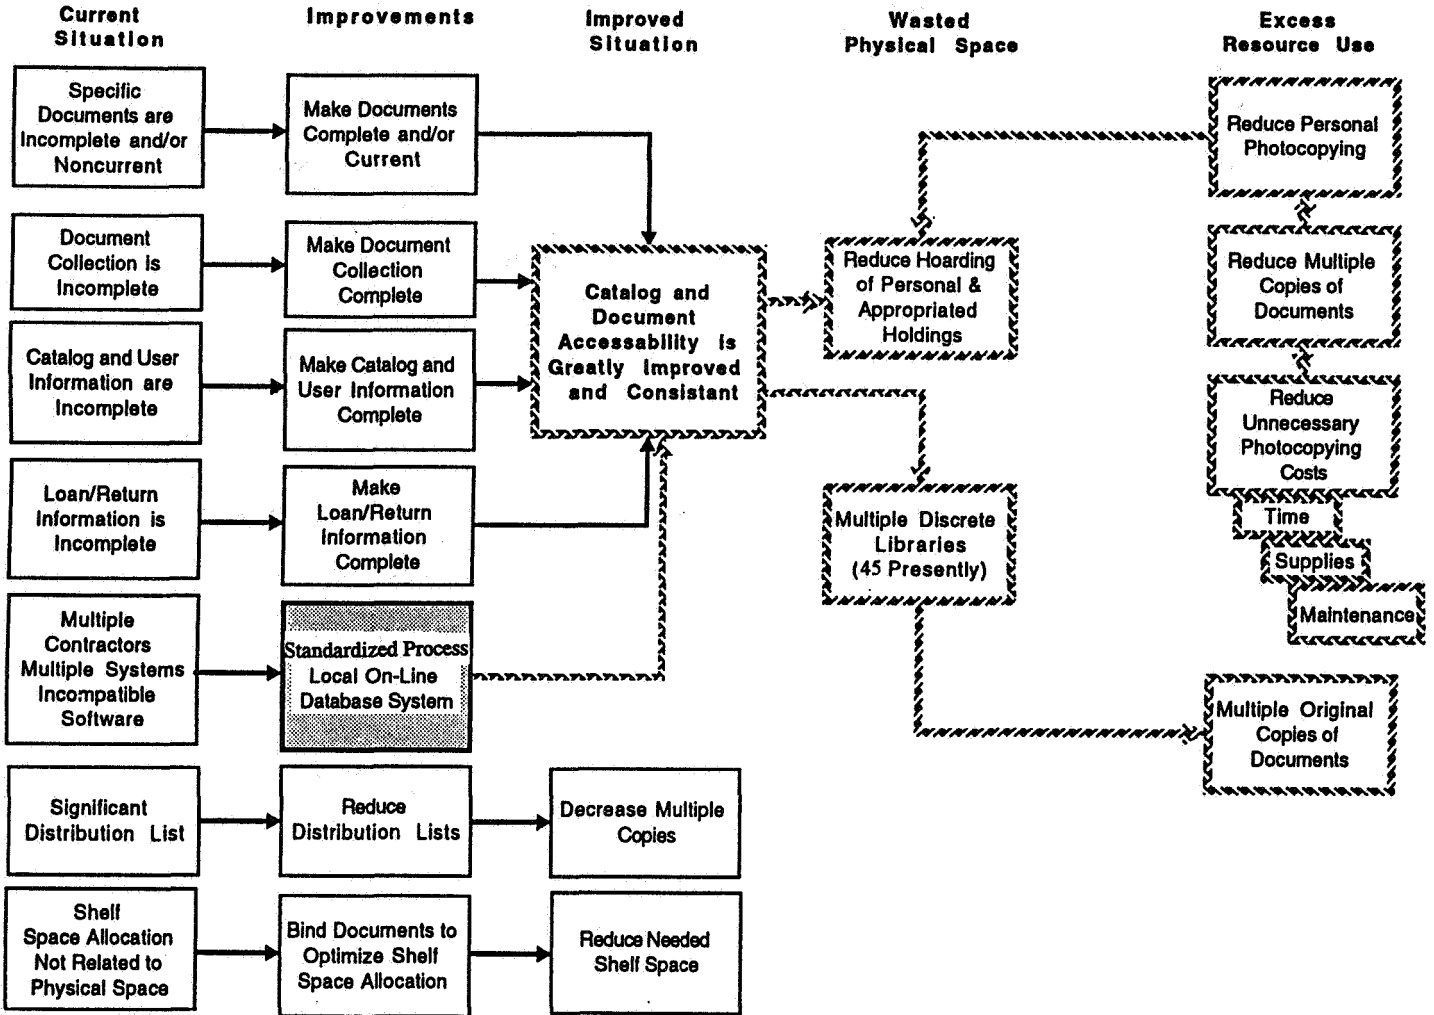 Current
Situation
Improvements
Improved
Situation
Wasted
Physical Space
Excess
Resource Use
Specific
Documents are
Incomplete and/or
Noncurrent
Make Documents
Complete and/or
Current
Reduce Personal
Photocopying
Document
Collection is
Incomplete
Make Document
Collection
Complete
Catalog and
Document
Accessability is
Greatly Improved
and Consistant
Reduce Hoarding
of Personal &
Appropriated
Holdings
Reduce Multiple
Copies of
Documents
Catalog and User
Information are
Incomplete
Make Catalog and
User Information
Complete
Reduce
Unnecessary
Photocopying
Costs
Time
Supplies
Maintenance
Loan/Return
Information is
Incomplete
Make
Loan/Return
Information
Complete
Multiple Discrete
Libraries
(45 Presently)
Multiple
Contractors
Multiple Systems
Incompatible
Software
Standardized Process
Local On-Line
Database System
Multiple Original
Copies of
Documents
Significant
Distribution List
Reduce
Distribution Lists
Decrease Multiple
Copies
Shelf
Space Allocation
Not Related to
Physical Space
Bind Documents to
Optimize Shelf
Space Allocation
Reduce Needed
Shelf Space